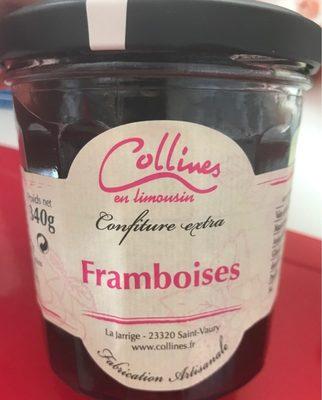 Collines
en limousin
Confiture extra
Poids net
340g
Framboises
La Jarrige - 23320 Saint-Vaury
www.collines.fr
Fabrication Artisanale